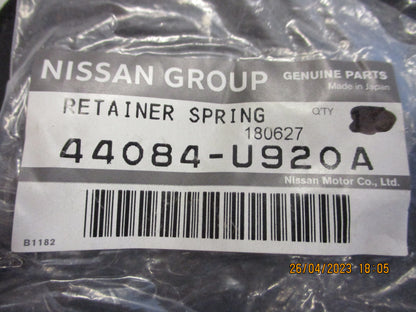 NISSAN GROUP GENUINE PARTS
Made in Japan
RETAINER SPRING Q'TY
180627
44084-U920A
Nissan Motor Co., Ltd.
B1182
26/04/2023 18:05